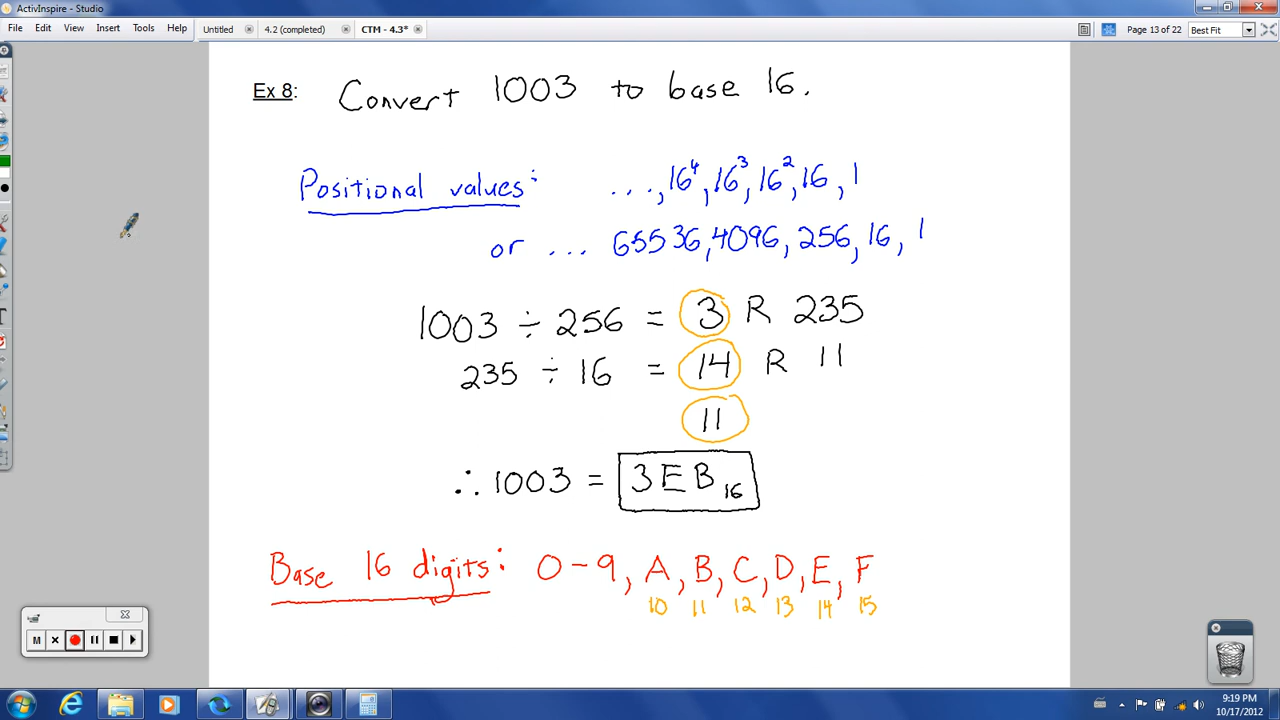 ActivInspire - Studio
File Edit View Insert Tools Help
Untitled 4.2 (completed) CTM - 4.3*
Page 13 of 22 Best Fit
Ex 8: Convert 1003 to base 16.
Positional values: ..., 16⁴, 16³, 16², 16, 1
or ... 65536, 4096, 256, 16, 1
1003 ÷ 256 = 3 R 235
235 ÷ 16 = 14 R 11
11
∴ 1003 = 3EB₁₆
Base 16 digits: 0-9, A, B, C, D, E, F
10 11 12 13 14 15
M
T
9:19 PM
10/17/2012